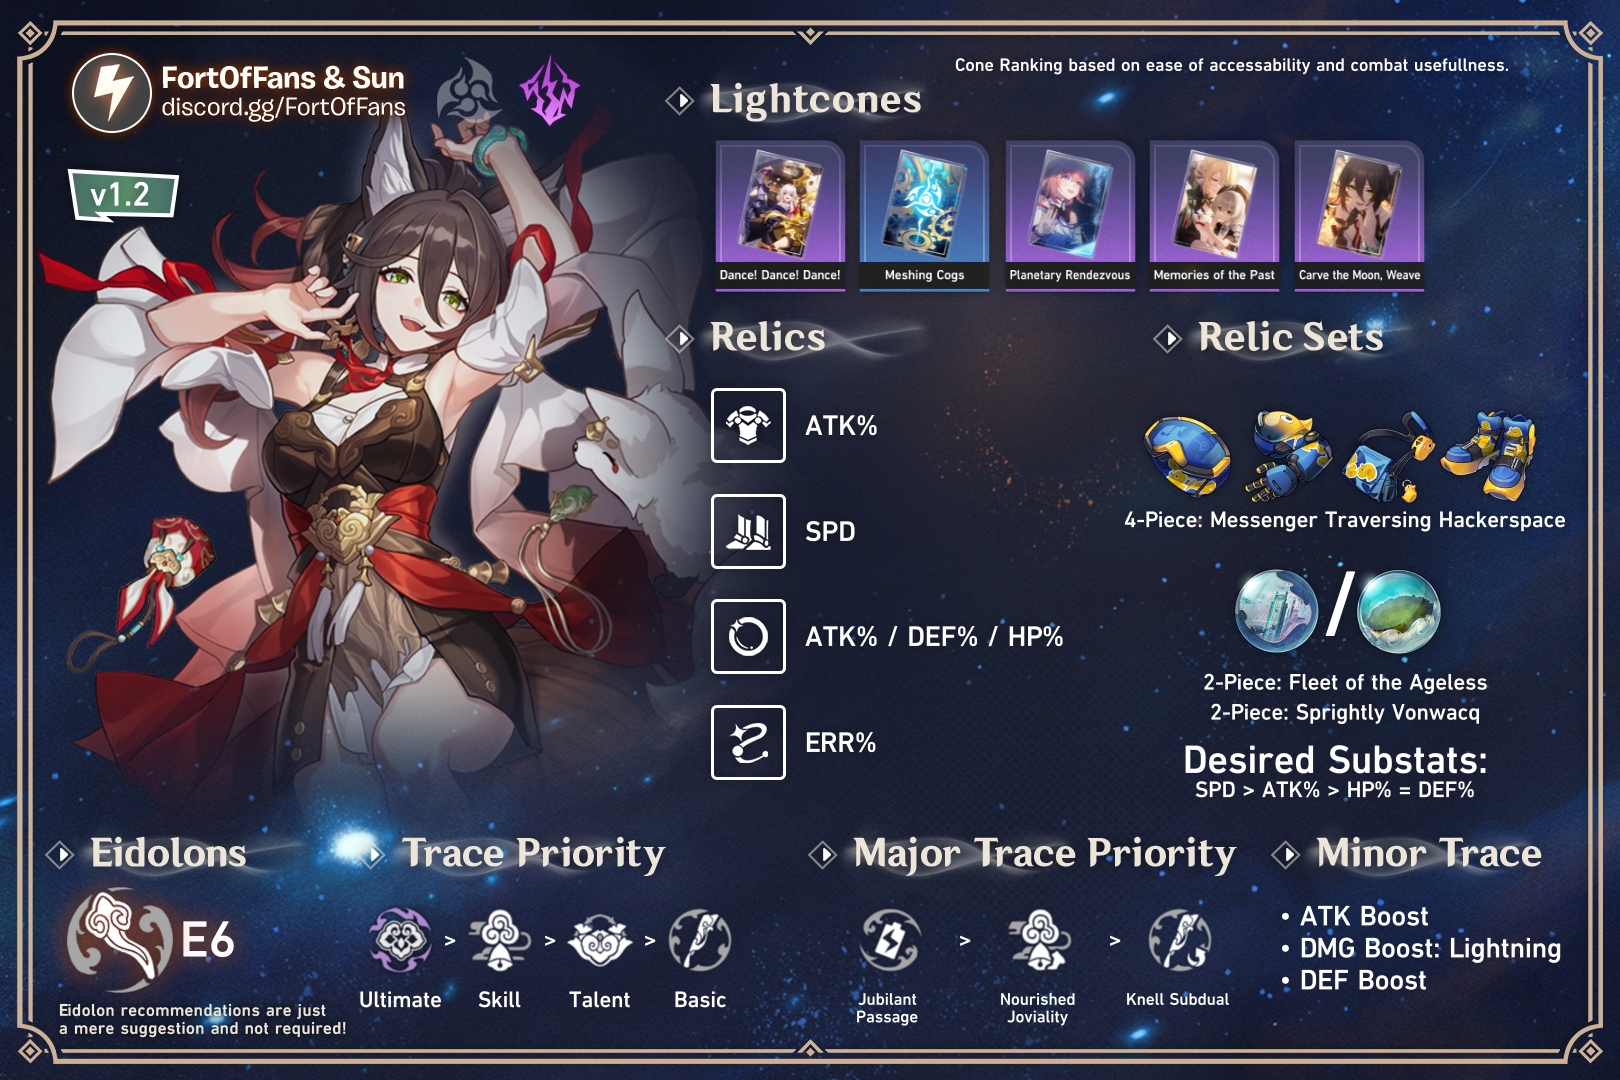 FortOfFans & Sun
discord.gg/FortOfFans
v1.2
Cone Ranking based on ease of accessability and combat usefullness.
Lightcones
Dance! Dance! Dance!
Meshing Cogs
Planetary Rendezvous
Memories of the Past
Carve the Moon, Weave
Relics
ATK%
SPD
ATK% / DEF% / HP%
ERR%
Relic Sets
4-Piece: Messenger Traversing Hackerspace
/
2-Piece: Fleet of the Ageless
2-Piece: Sprightly Vonwacq
Desired Substats:
SPD > ATK% > HP% = DEF%
Eidolons
E6
Eidolon recommendations are just
a mere suggestion and not required!
Trace Priority
> > >
Ultimate Skill Talent Basic
Major Trace Priority
> >
Jubilant
Passage
Nourished
Joviality
Knell Subdual
Minor Trace
• ATK Boost
• DMG Boost: Lightning
• DEF Boost